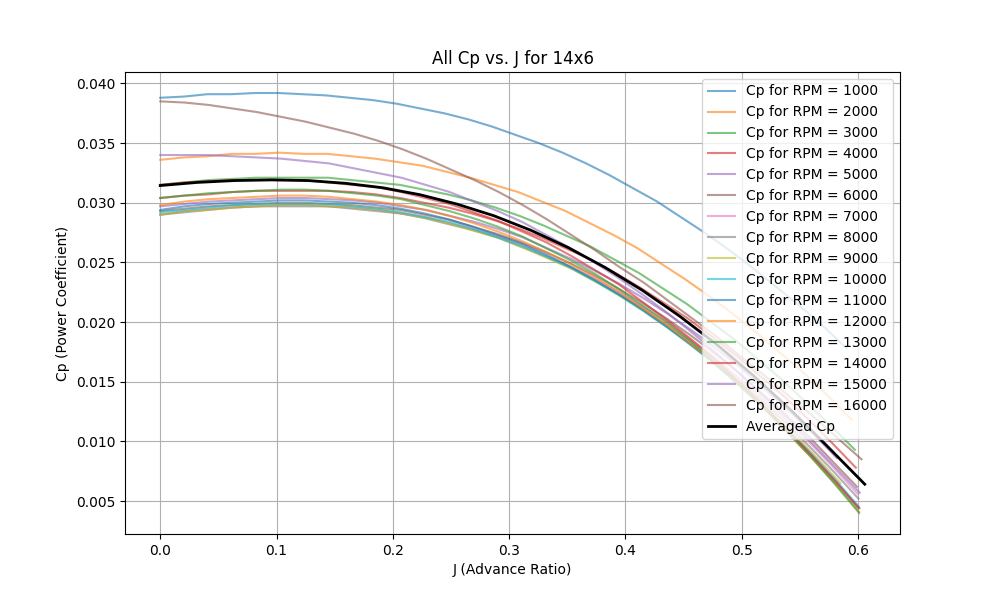 All Cp vs. J for 14x6
Cp (Power Coefficient)
0.040
0.035
0.030
0.025
0.020
0.015
0.010
0.005
Cp for RPM = 1000
Cp for RPM = 2000
Cp for RPM = 3000
Cp for RPM = 4000
Cp for RPM = 5000
Cp for RPM = 6000
Cp for RPM = 7000
Cp for RPM = 8000
Cp for RPM = 9000
Cp for RPM = 10000
Cp for RPM = 11000
Cp for RPM = 12000
Cp for RPM = 13000
Cp for RPM = 14000
Cp for RPM = 15000
Cp for RPM = 16000
Averaged Cp
0.0 0.1 0.2 0.3 0.4 0.5 0.6
J (Advance Ratio)